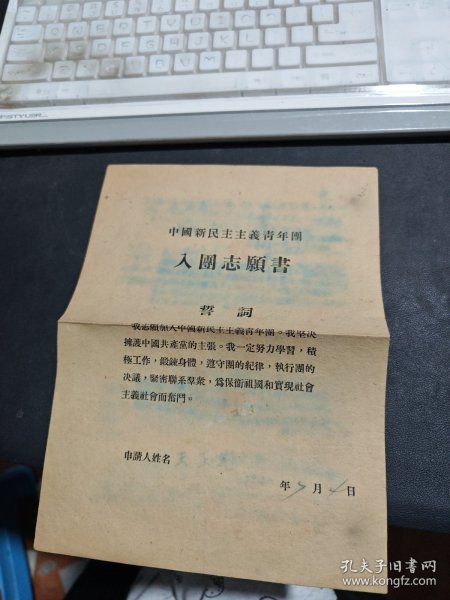 中國新民主主義青年團
入團志願書
誓詞
我志願加入中國新民主主義青年團。我堅決
擁護中國共產黨的主張。我一定努力學習，積
極工作，鍛鍊身體，遵守團的紀律，執行團的
決議，緊密聯系羣衆，爲保衛祖國和實現社會
主義社會而奮鬥。
申請人姓名
年 月 日
孔夫子旧书网
www.kongfz.com